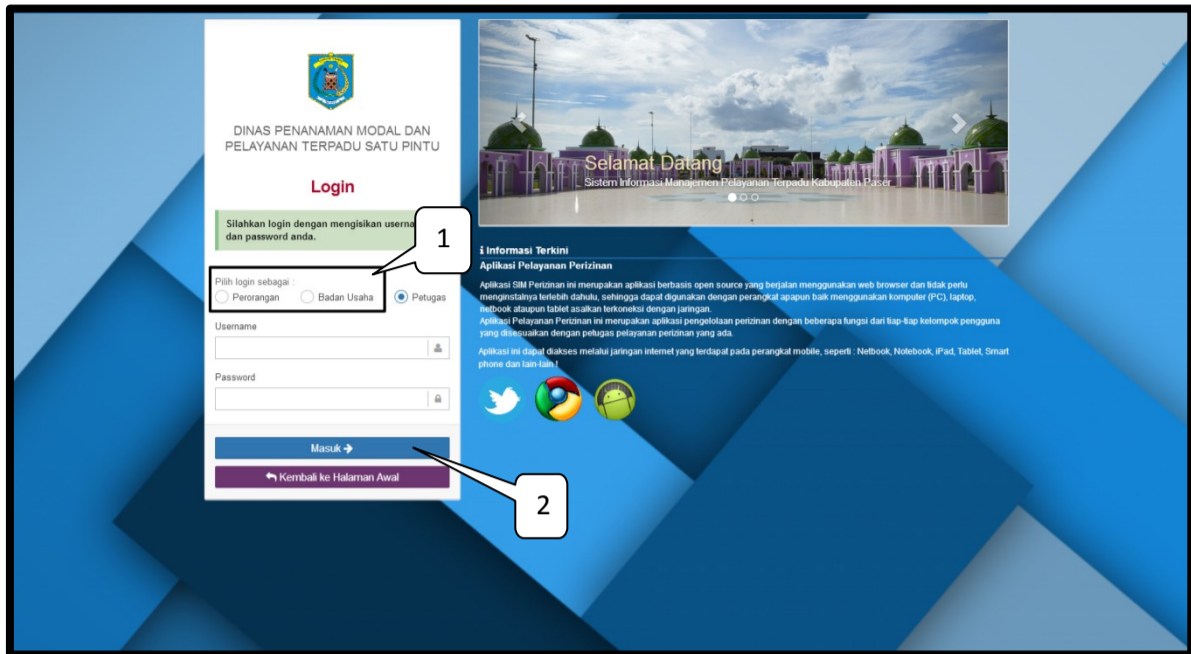 DINAS PENANAMAN MODAL DAN
PELAYANAN TERPADU SATU PINTU
Login
Silahkan login dengan mengisikan userna
dan password anda.
1
Pilih login sebagai :
Perorangan
Badan Usaha
Petugas
Username
Password
Masuk
Kembali ke Halaman Awal
2
Selamat Datang
Sistem Informasi Manajemen Pelayanan Terpadu Kabupaten Paser
Informasi Terkini
Aplikasi Pelayanan Perizinan
Aplikasi SIM Perizinan ini merupakan aplikasi berbasis open source yang berjalan menggunakan web browser dan tidak perlu
menginstalnya terlebih dahulu, sehingga dapat digunakan dengan perangkat apapun baik menggunakan komputer (PC), laptop,
netbook ataupun tablet asalkan terkoneksi dengan jaringan.
Aplikasi Pelayanan Perizinan ini merupakan aplikasi pengelolaan perizinan dengan beberapa fungsi dari tiap-tiap kelompok pengguna
yang disesuaikan dengan petugas pelayanan perizinan yang ada.
Aplikasi ini dapat diakses melalui jaringan internet yang terdapat pada perangkat mobile, seperti : Netbook, Notebook, iPad, Tablet, Smart
phone dan lain-lain !